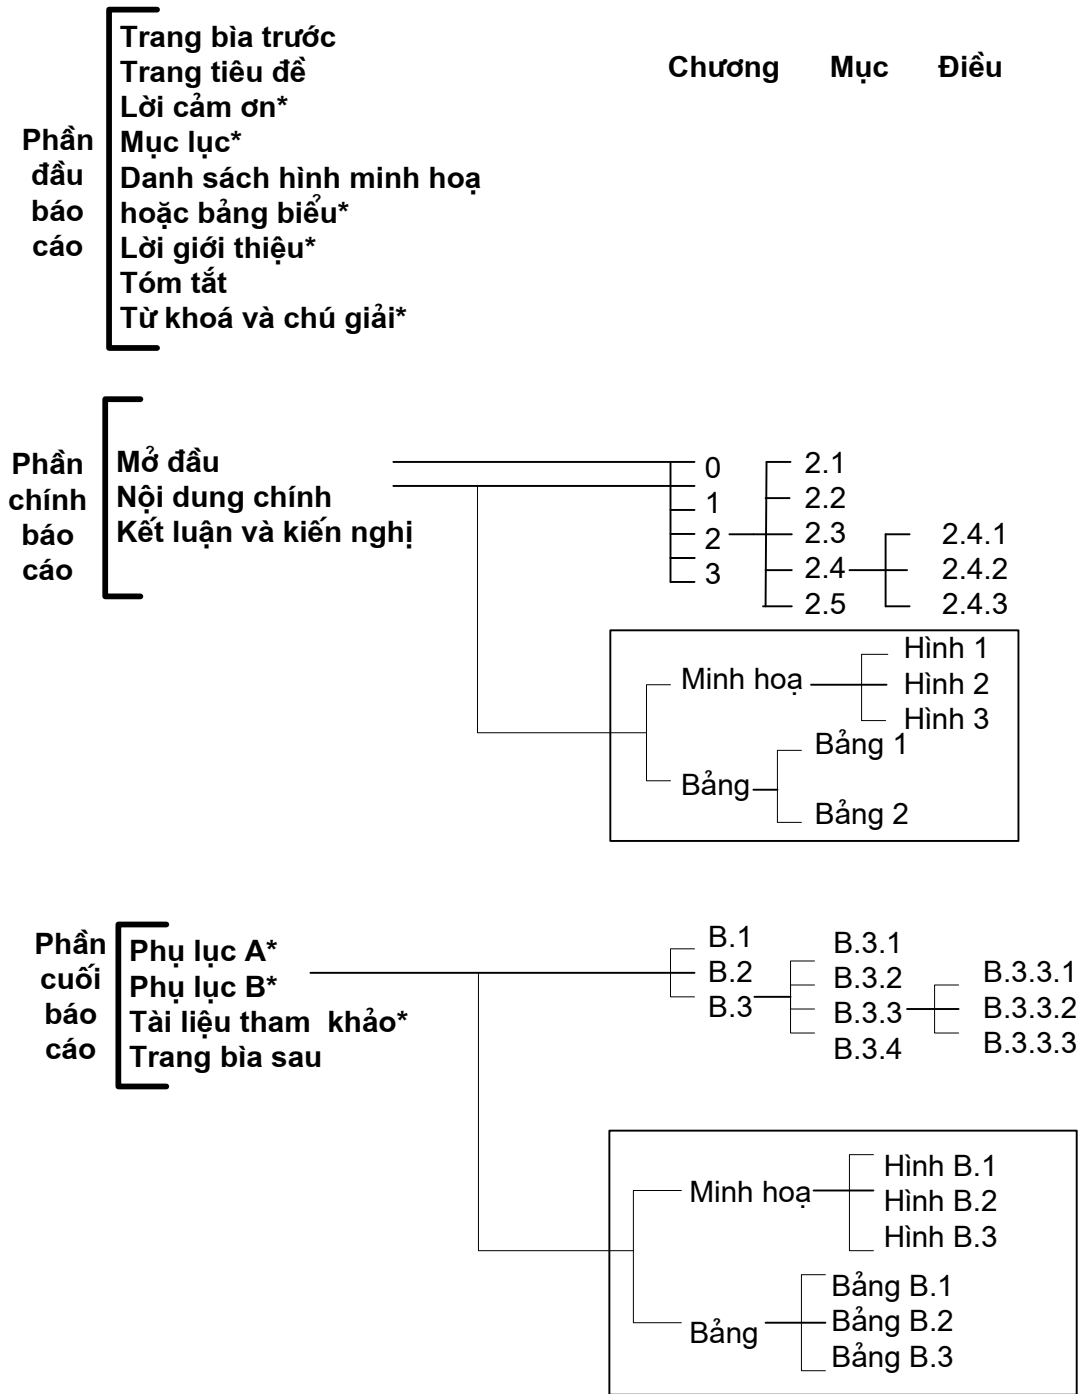 Trang bìa trước
Trang tiêu đề
Lời cảm ơn*
Mục lục*
Danh sách hình minh hoạ
hoặc bảng biểu*
Lời giới thiệu*
Tóm tắt
Từ khoá và chú giải*
Phần
đầu
báo
cáo
Chương Mục Điều
Phần
chính
báo
cáo
Mở đầu
Nội dung chính
Kết luận và kiến nghị
0
1
2
3
2.1
2.2
2.3
2.4
2.5
2.4.1
2.4.2
2.4.3
Minh hoạ
Hình 1
Hình 2
Hình 3
Bảng
Bảng 1
Bảng 2
Phần
cuối
báo
cáo
Phụ lục A*
Phụ lục B*
Tài liệu tham  khảo*
Trang bìa sau
B.1
B.2
B.3
B.3.1
B.3.2
B.3.3
B.3.4
B.3.3.1
B.3.3.2
B.3.3.3
Minh hoạ
Hình B.1
Hình B.2
Hình B.3
Bảng
Bảng B.1
Bảng B.2
Bảng B.3